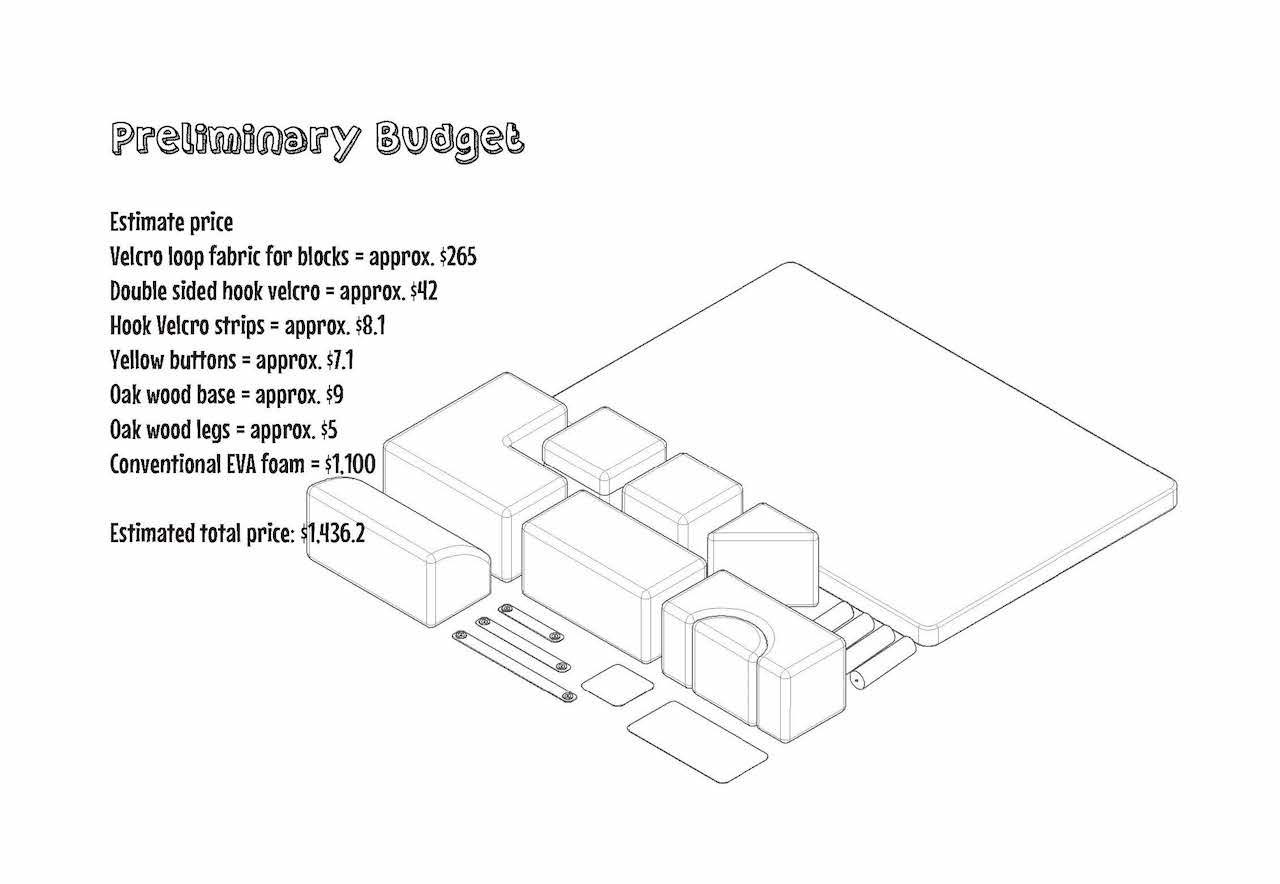 Preliminary Budget
Estimate price
Velcro loop fabric for blocks = approx. $265
Double sided hook velcro = approx. $42
Hook Velcro strips = approx. $8.1
Yellow buttons = approx. $7.1
Oak wood base = approx. $9
Oak wood legs = approx. $5
Conventional EVA foam = $1,100
Estimated total price: $1,436.2